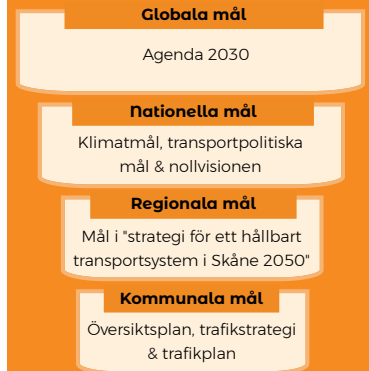 Globala mål
Agenda 2030
Nationella mål
Klimatmål, transportpolitiska
mål & nollvisionen
Regionala mål
Mål i "strategi för ett hållbart
transportsystem i Skåne 2050"
Kommunala mål
Översiktsplan, trafikstrategi
& trafikplan